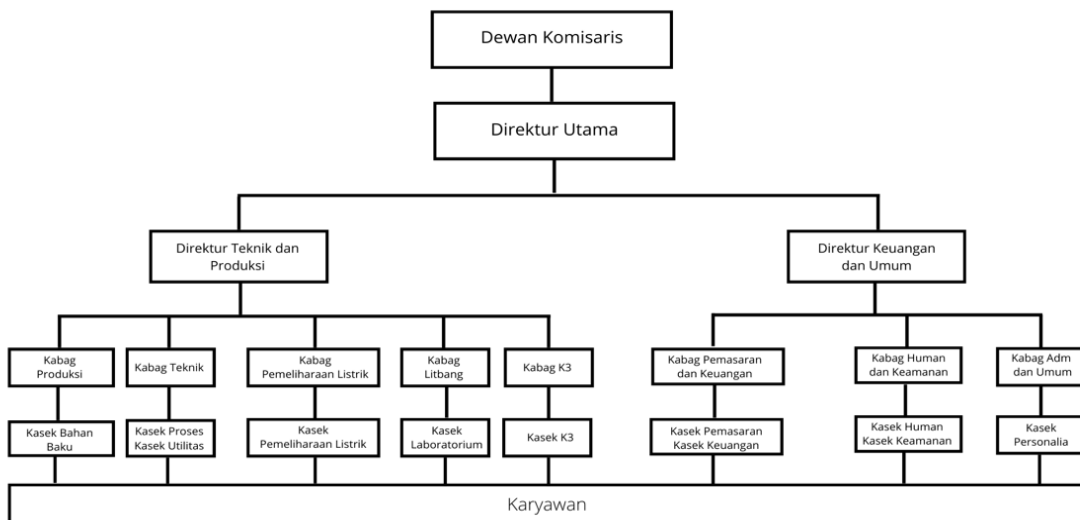 Dewan Komisaris
Direktur Utama
Direktur Teknik dan
Produksi
Direktur Keuangan
dan Umum
Kabag
Produksi
Kabag Teknik
Kabag
Pemeliharaan Listrik
Kabag
Litbang
Kabag K3
Kabag Pemasaran
dan Keuangan
Kabag Human
dan Keamanan
Kabag Adm
dan Umum
Kasek Bahan
Baku
Kasek Proses
Kasek Utilitas
Kasek
Pemeliharaan Listrik
Kasek
Laboratorium
Kasek K3
Kasek Pemasaran
Kasek Keuangan
Kasek Human
Kasek Keamanan
Kasek
Personalia
Karyawan